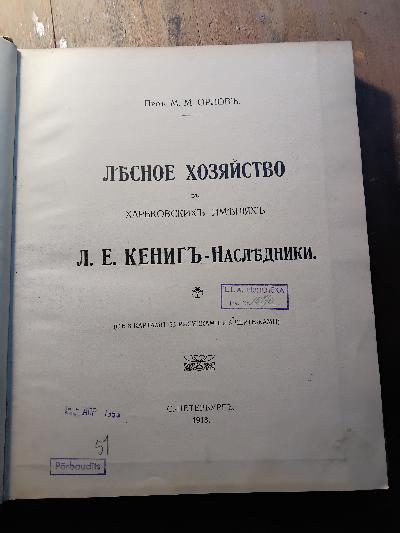 Проф. М. М. ОРЛОВЪ.
ЛѢСНОЕ ХОЗЯЙСТВО
въ
ХАРЬКОВСКИХЪ ИМѢНІЯХЪ
Л. Е. КЕНИГЪ-НАСЛѢДНИКИ.
С.-ПЕТЕРБУРГЪ.
1913.
51
Pārbaudīts